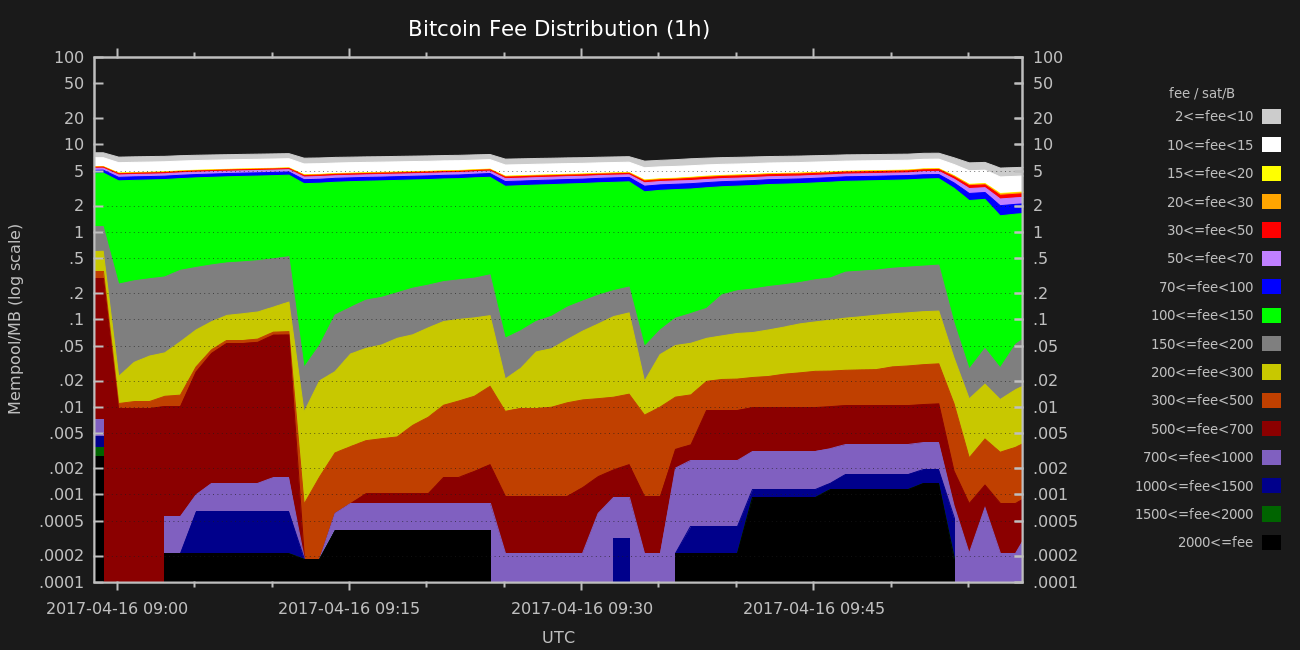 Bitcoin Fee Distribution (1h)
100
50
20
10
5
2
1
.5
.2
.1
.05
.02
.01
.005
.002
.001
.0005
.0002
.0001
Mempool/MB (log scale)
100
50
20
10
5
2
1
.5
.2
.1
.05
.02
.01
.005
.002
.001
.0005
.0002
.0001
2017-04-16 09:00
2017-04-16 09:15
2017-04-16 09:30
2017-04-16 09:45
UTC
fee / sat/B
2<=fee<10
10<=fee<15
15<=fee<20
20<=fee<30
30<=fee<50
50<=fee<70
70<=fee<100
100<=fee<150
150<=fee<200
200<=fee<300
300<=fee<500
500<=fee<700
700<=fee<1000
1000<=fee<1500
1500<=fee<2000
2000<=fee